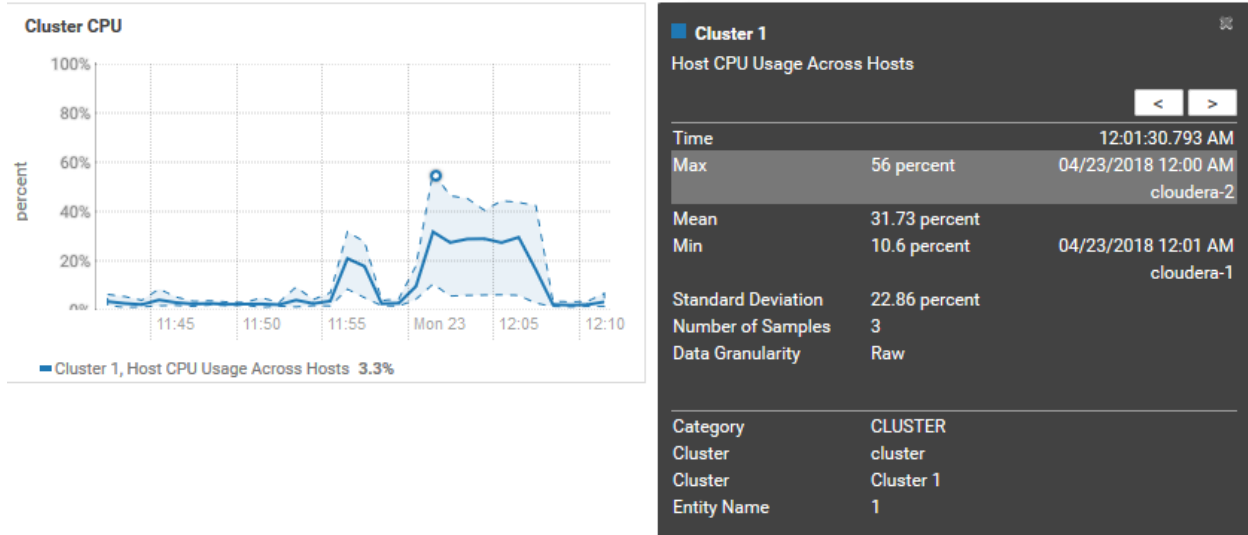 Cluster CPU
100%
80%
60%
40%
20%
0%
percent
11:45 11:50 11:55 Mon 23 12:05 12:10
Cluster 1, Host CPU Usage Across Hosts 3.3%
Cluster 1
Host CPU Usage Across Hosts
< >
Time 12:01:30.793 AM
Max 56 percent 04/23/2018 12:00 AM
cloudera-2
Mean 31.73 percent
Min 10.6 percent 04/23/2018 12:01 AM
cloudera-1
Standard Deviation 22.86 percent
Number of Samples 3
Data Granularity Raw
Category CLUSTER
Cluster cluster
Cluster Cluster 1
Entity Name 1